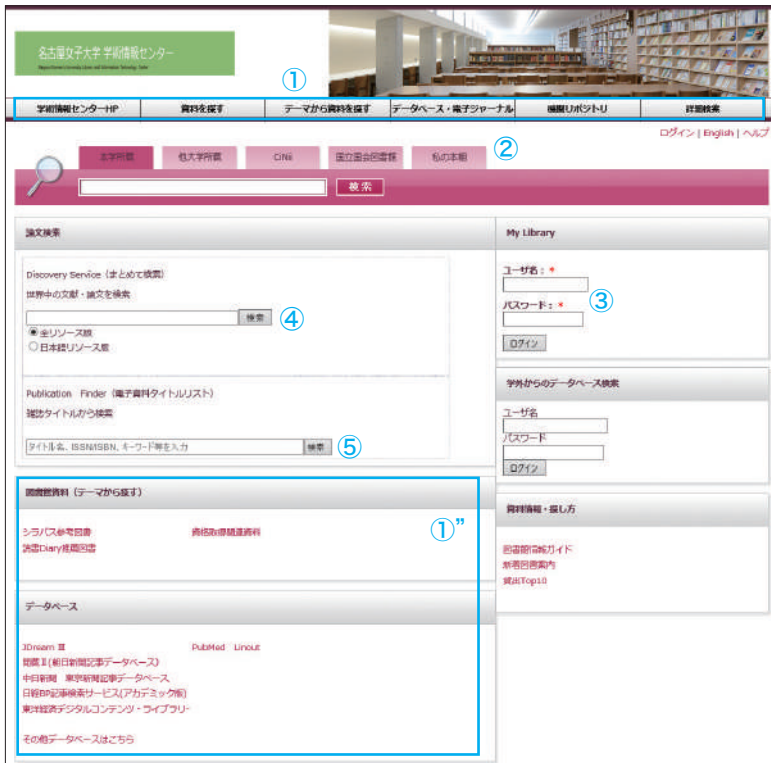 名古屋女子大学 学術情報センター
①
学術情報センターHP
資料を探す
テーマから資料を探す
データベース・電子ジャーナル
機関リポジトリ
詳細検索
ログイン | English | ヘルプ
本学所蔵
他大学所蔵
CiNii
国立国会図書館
私の本棚
②
検索
論文検索
Discovery Service (まとめて検索)
世界中の文献・論文を検索
検索
④
全リソース版
日本語リソース版
Publication Finder (電子資料タイトルリスト)
雑誌タイトルから検索
タイトル名、ISSN/ISBN、キーワード等を入力
検索
⑤
My Library
ユーザ名: *
③
パスワード: *
ログイン
学外からのデータベース検索
ユーザ名
パスワード
ログイン
図書館資料 (テーマから探す)
①”
シラバス参考図書
資格取得関連資料
読書Diary推薦図書
資料情報・探し方
図書館情報ガイド
新着図書案内
貸出Top10
データベース
JDream Ⅲ
PubMed Linout
聞蔵Ⅱ(朝日新聞記事データベース)
中日新聞 東京新聞記事データベース
日経BP記事検索サービス(アカデミック版)
東洋経済デジタルコンテンツ・ライブラリー
その他データベースはこちら